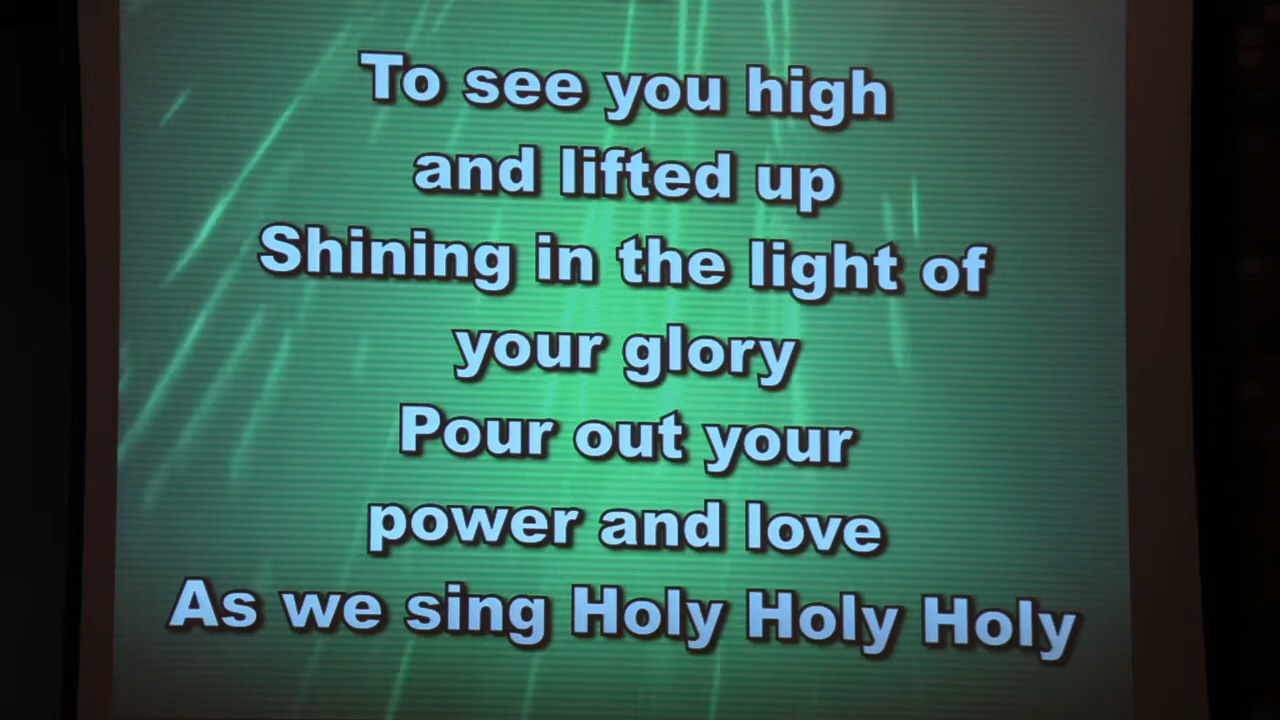 To see you high
and lifted up
Shining in the light of
your glory
Pour out your
power and love
As we sing Holy Holy Holy